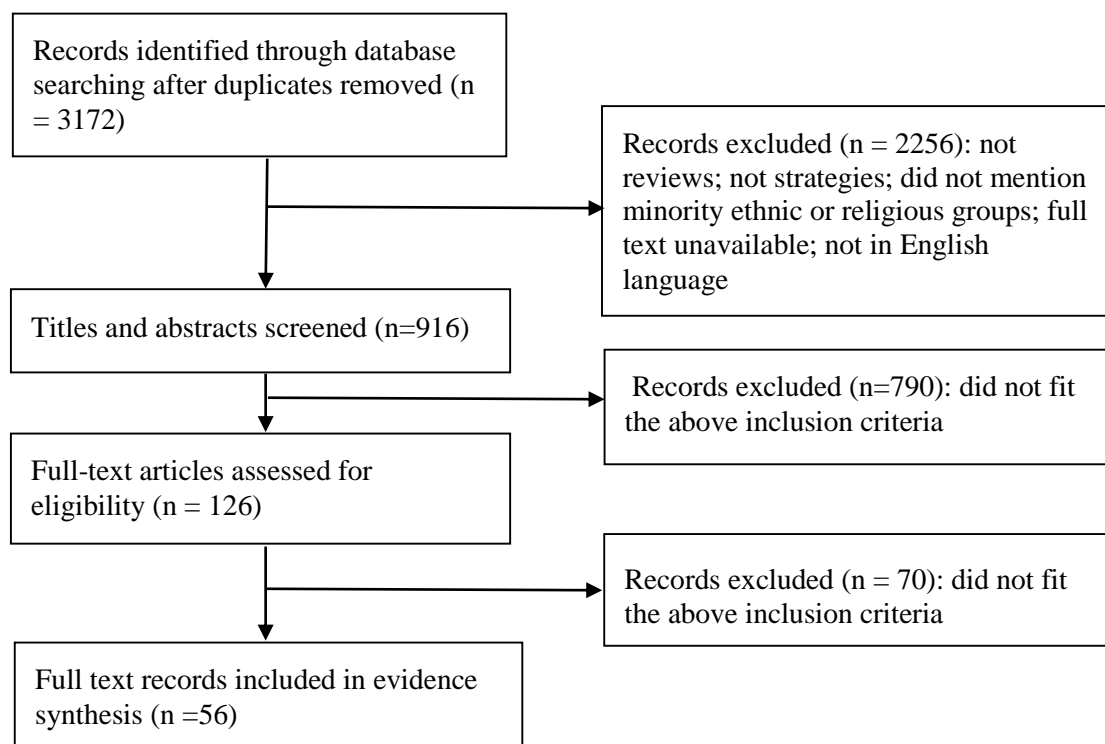 Records identified through database
searching after duplicates removed (n
= 3172)
Records excluded (n = 2256): not
reviews; not strategies; did not mention
minority ethnic or religious groups; full
text unavailable; not in English
language
Titles and abstracts screened (n=916)
Records excluded (n=790): did not fit
the above inclusion criteria
Full-text articles assessed for
eligibility (n = 126)
Records excluded (n = 70): did not fit
the above inclusion criteria
Full text records included in evidence
synthesis (n =56)